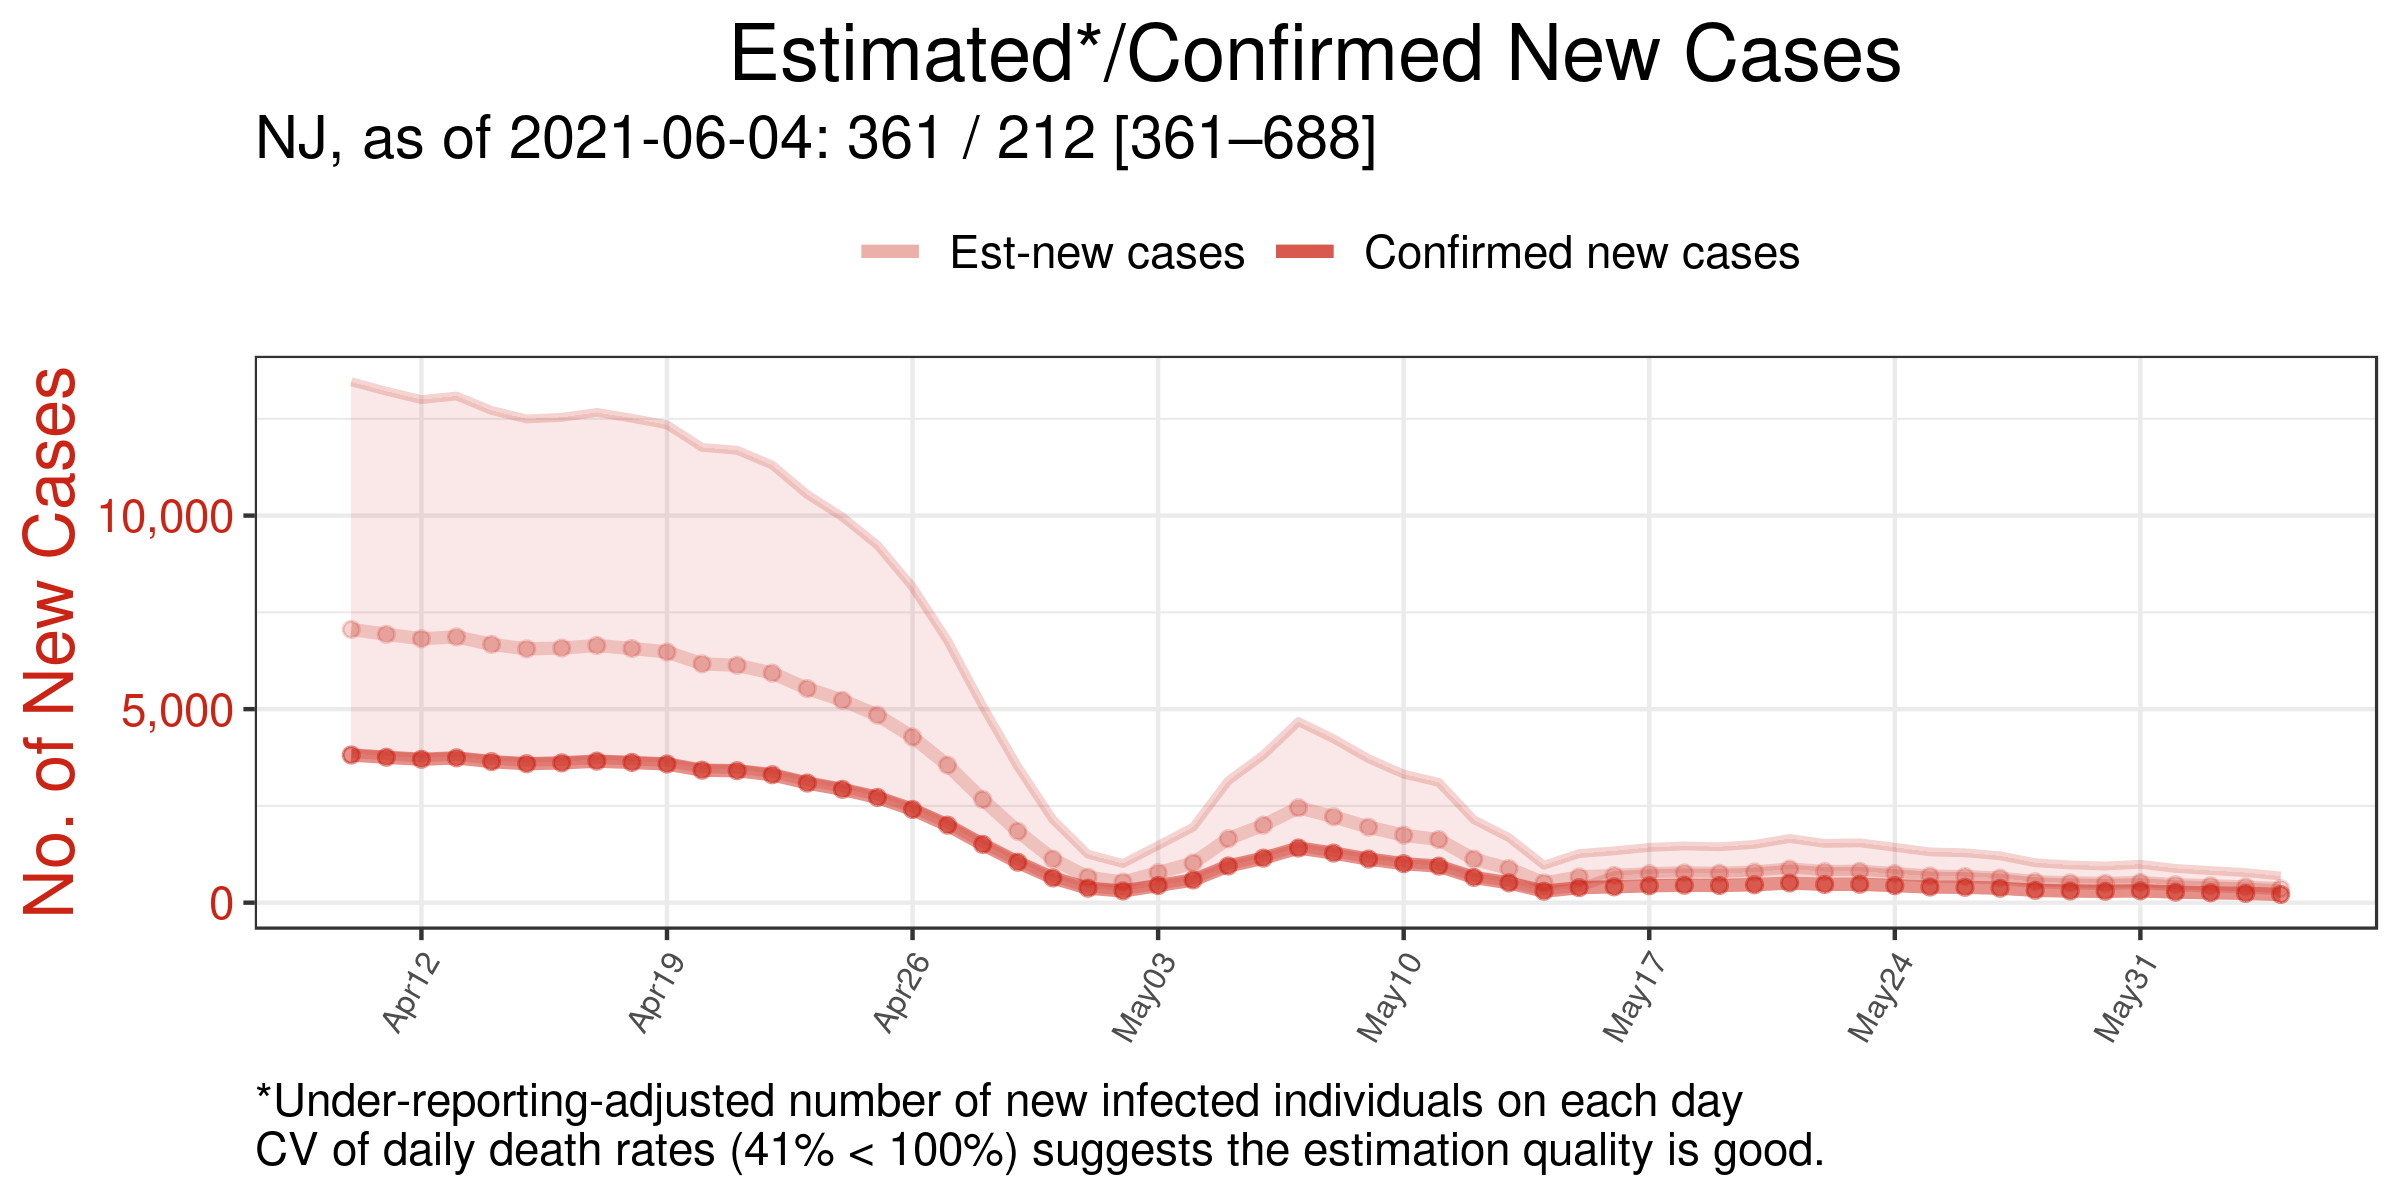 Estimated*/Confirmed New Cases
NJ, as of 2021-06-04: 361 / 212 [361–688]
Est-new cases
Confirmed new cases
No. of New Cases
10,000
5,000
0
Apr12
Apr19
Apr26
May03
May10
May17
May24
May31
*Under-reporting-adjusted number of new infected individuals on each day
CV of daily death rates (41% < 100%) suggests the estimation quality is good.